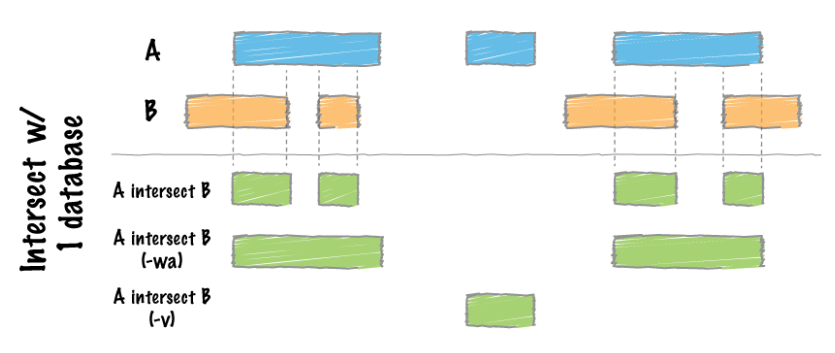 Intersect w/
1 database
A
B
A intersect B
A intersect B
(-wa)
A intersect B
(-v)